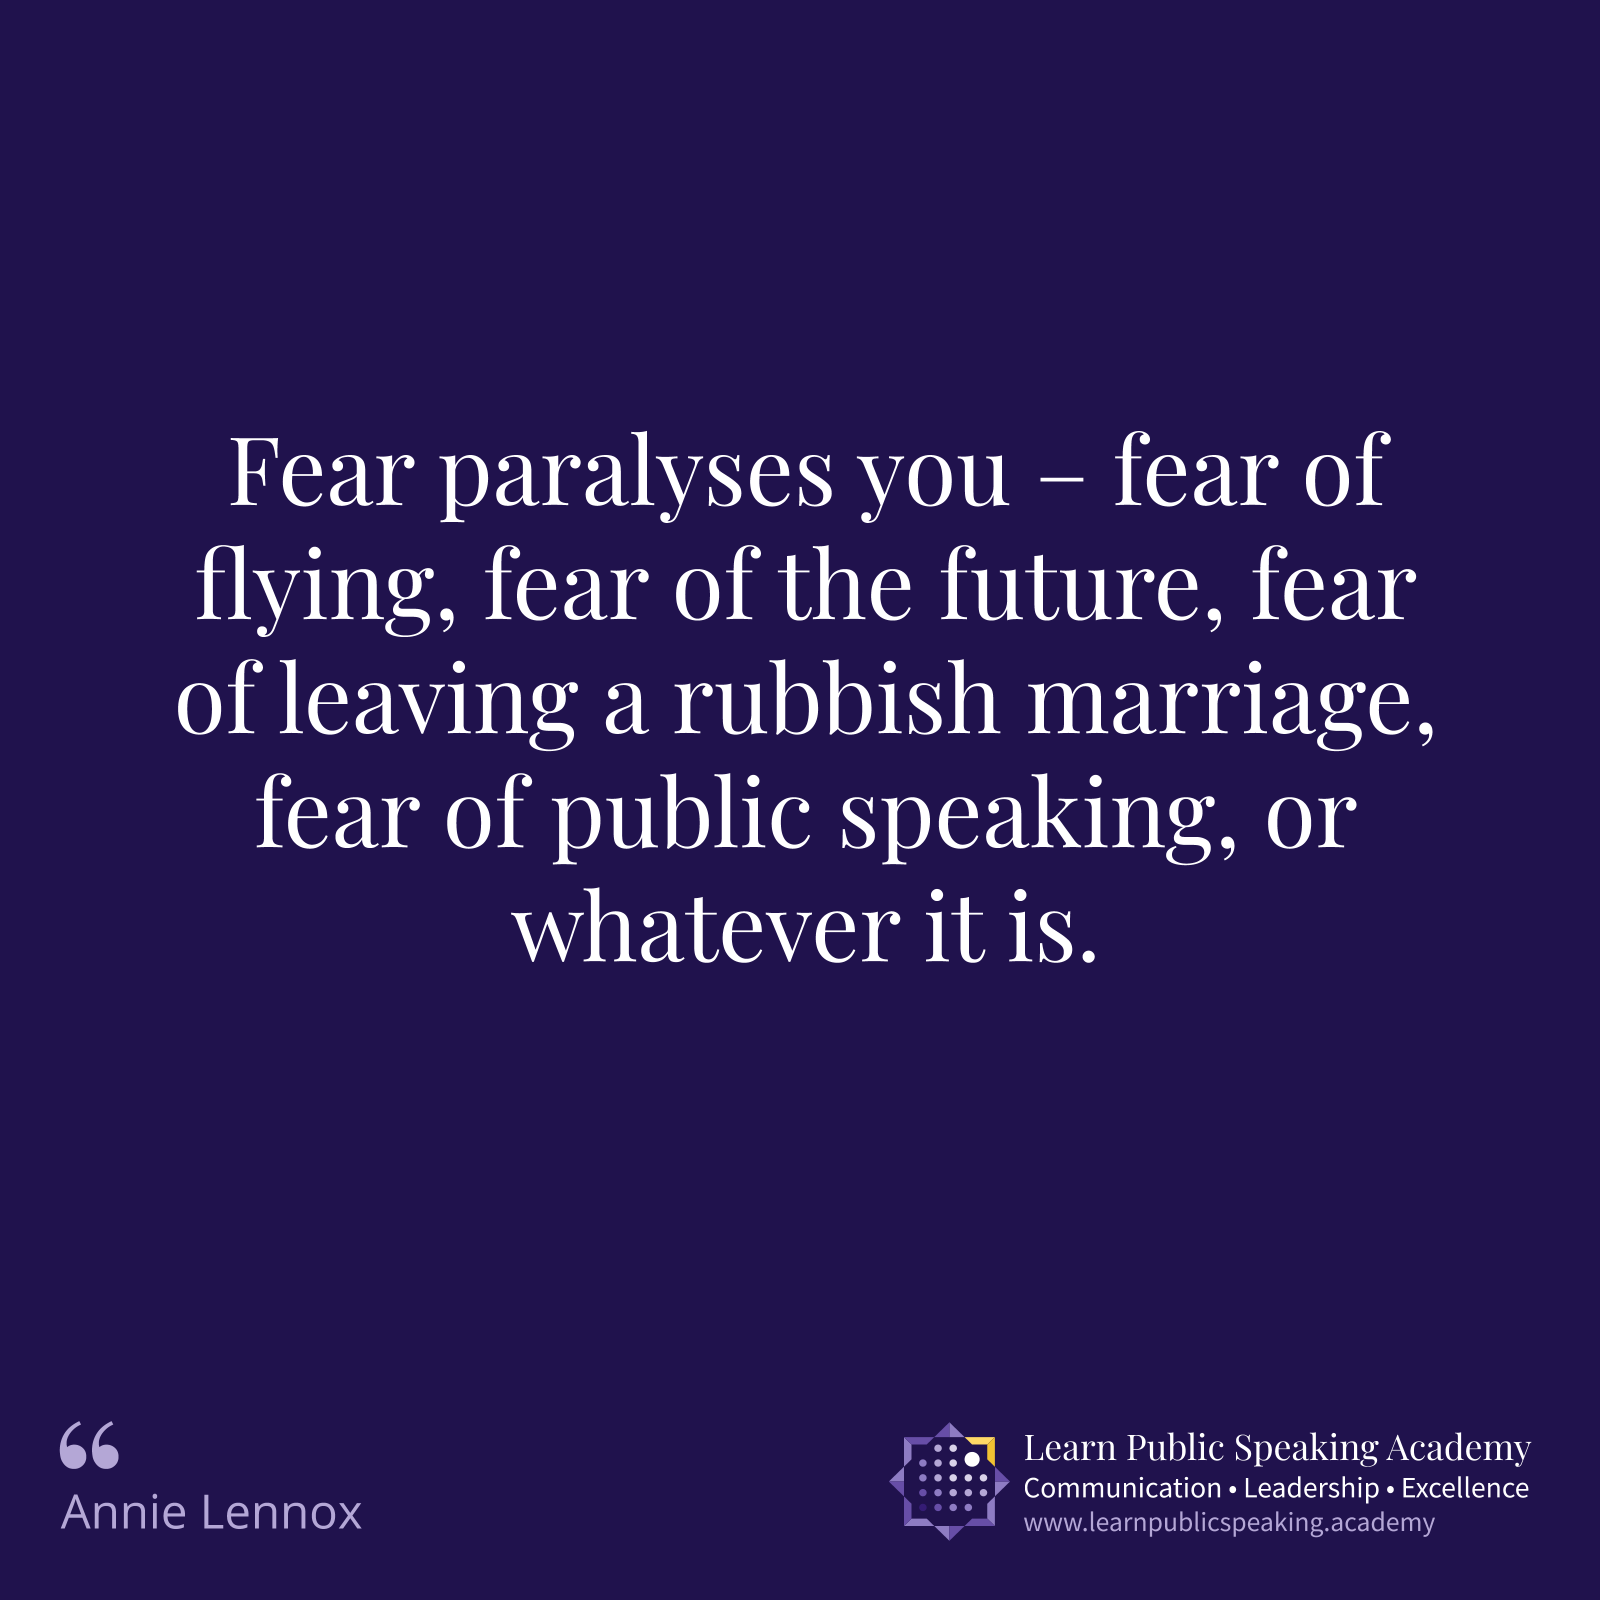 Fear paralyses you – fear of
flying, fear of the future, fear
of leaving a rubbish marriage,
fear of public speaking, or
whatever it is.
“
Annie Lennox
Learn Public Speaking Academy
Communication • Leadership • Excellence
www.learnpublicspeaking.academy